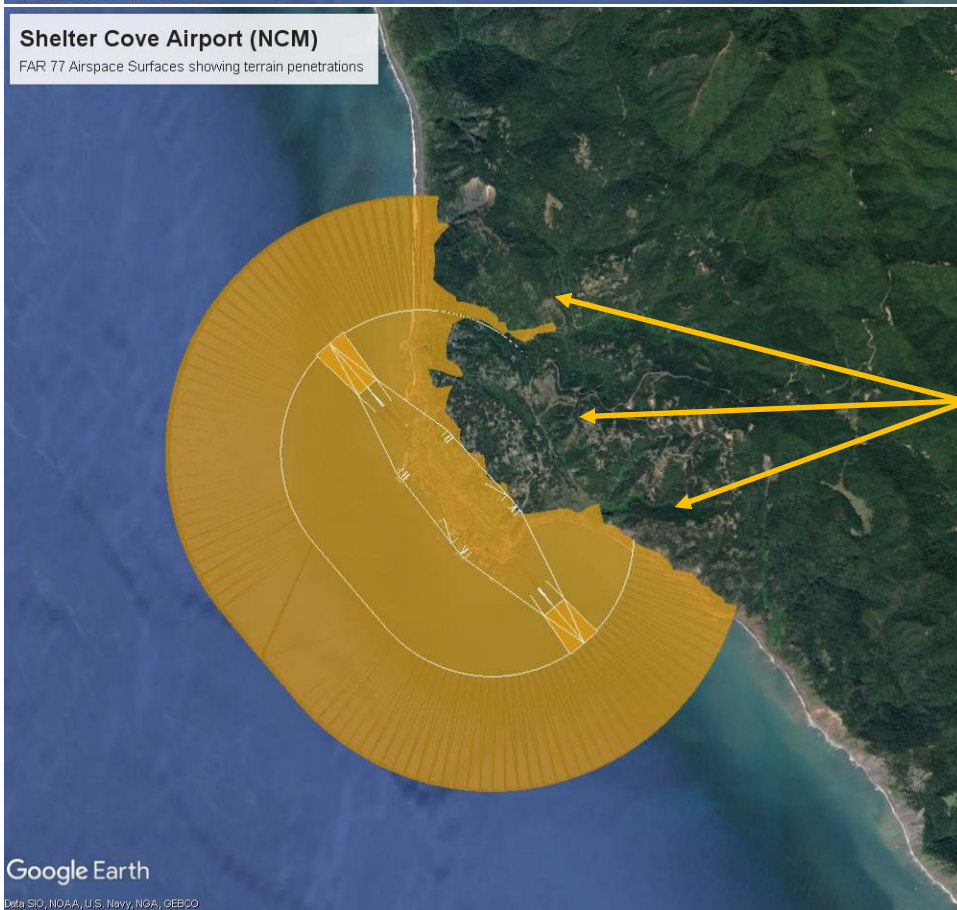 Shelter Cove Airport (NCM)
FAR 77 Airspace Surfaces showing terrain penetrations
Google Earth
Data SIO, NOAA, U.S. Navy, NGA, GEBCO